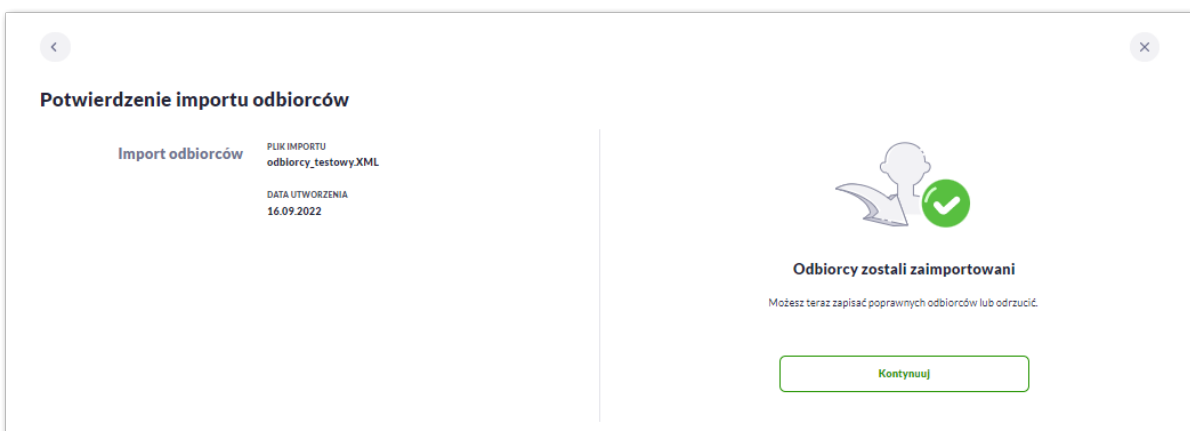 Potwierdzenie importu odbiorców
Import odbiorców
PLIK IMPORTU
odbiorcy_testowy.XML
DATA UTWORZENIA
16.09.2022
Odbiorcy zostali zaimportowani
Możesz teraz zapisać poprawnych odbiorców lub odrzucić.
Kontynuuj